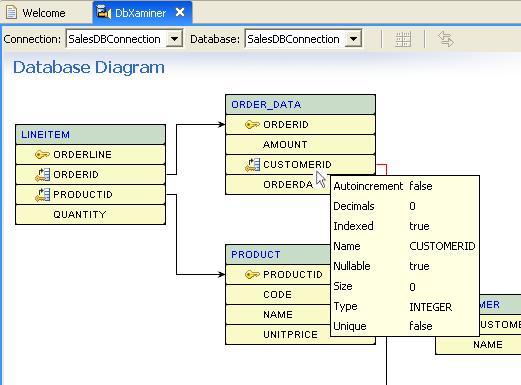 Welcome
DbXaminer
Connection: SalesDBConnection Database: SalesDBConnection
Database Diagram
LINEITEM
ORDERLINE
ORDERID
PRODUCTID
QUANTITY
ORDER_DATA
ORDERID
AMOUNT
CUSTOMERID
ORDERDA
PRODUCT
PRODUCTID
CODE
NAME
UNITPRICE
Autoincrement false
Decimals 0
Indexed true
Name CUSTOMERID
Nullable true
Size 0
Type INTEGER
Unique false
MER
USTOME
NAME